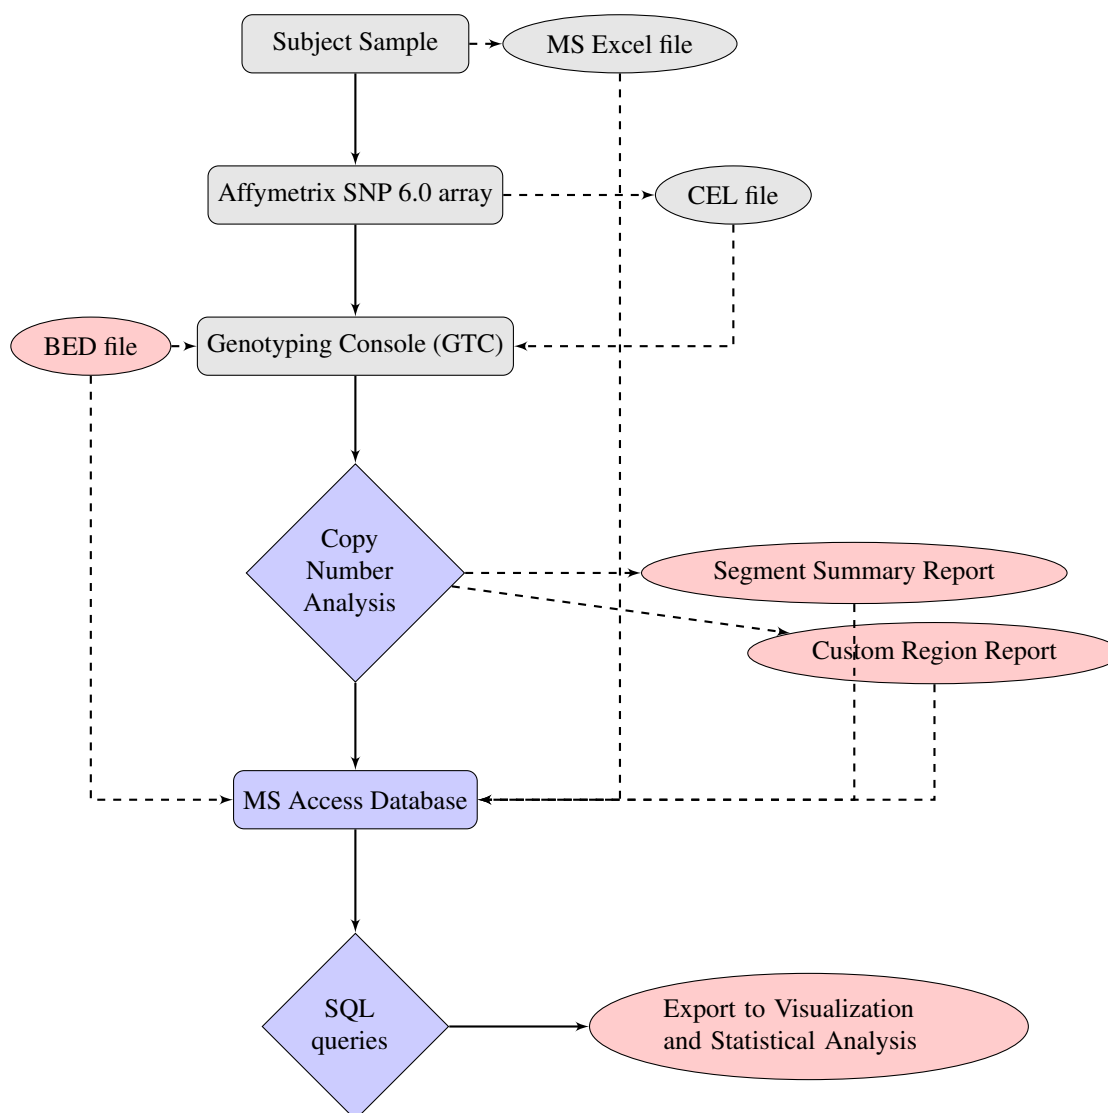 Subject Sample
MS Excel file
Affymetrix SNP 6.0 array
CEL file
BED file
Genotyping Console (GTC)
Copy
Number
Analysis
Segment Summary Report
Custom Region Report
MS Access Database
SQL
queries
Export to Visualization
and Statistical Analysis